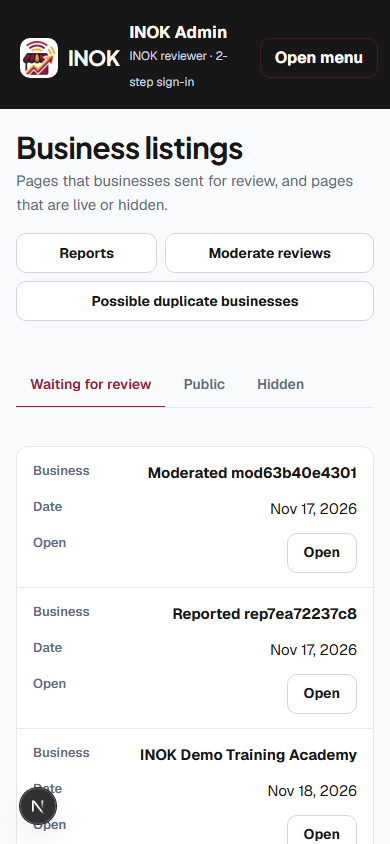 INOK
INOK Admin
INOK reviewer · 2-
step sign-in
Open menu
Business listings
Pages that businesses sent for review, and pages
that are live or hidden.
Reports
Moderate reviews
Possible duplicate businesses
Waiting for review
Public
Hidden
Business
Moderated mod63b40e4301
Date
Nov 17, 2026
Open
Open
Business
Reported rep7ea72237c8
Date
Nov 17, 2026
Open
Open
Business
INOK Demo Training Academy
Date
Nov 18, 2026
Open
Open
N